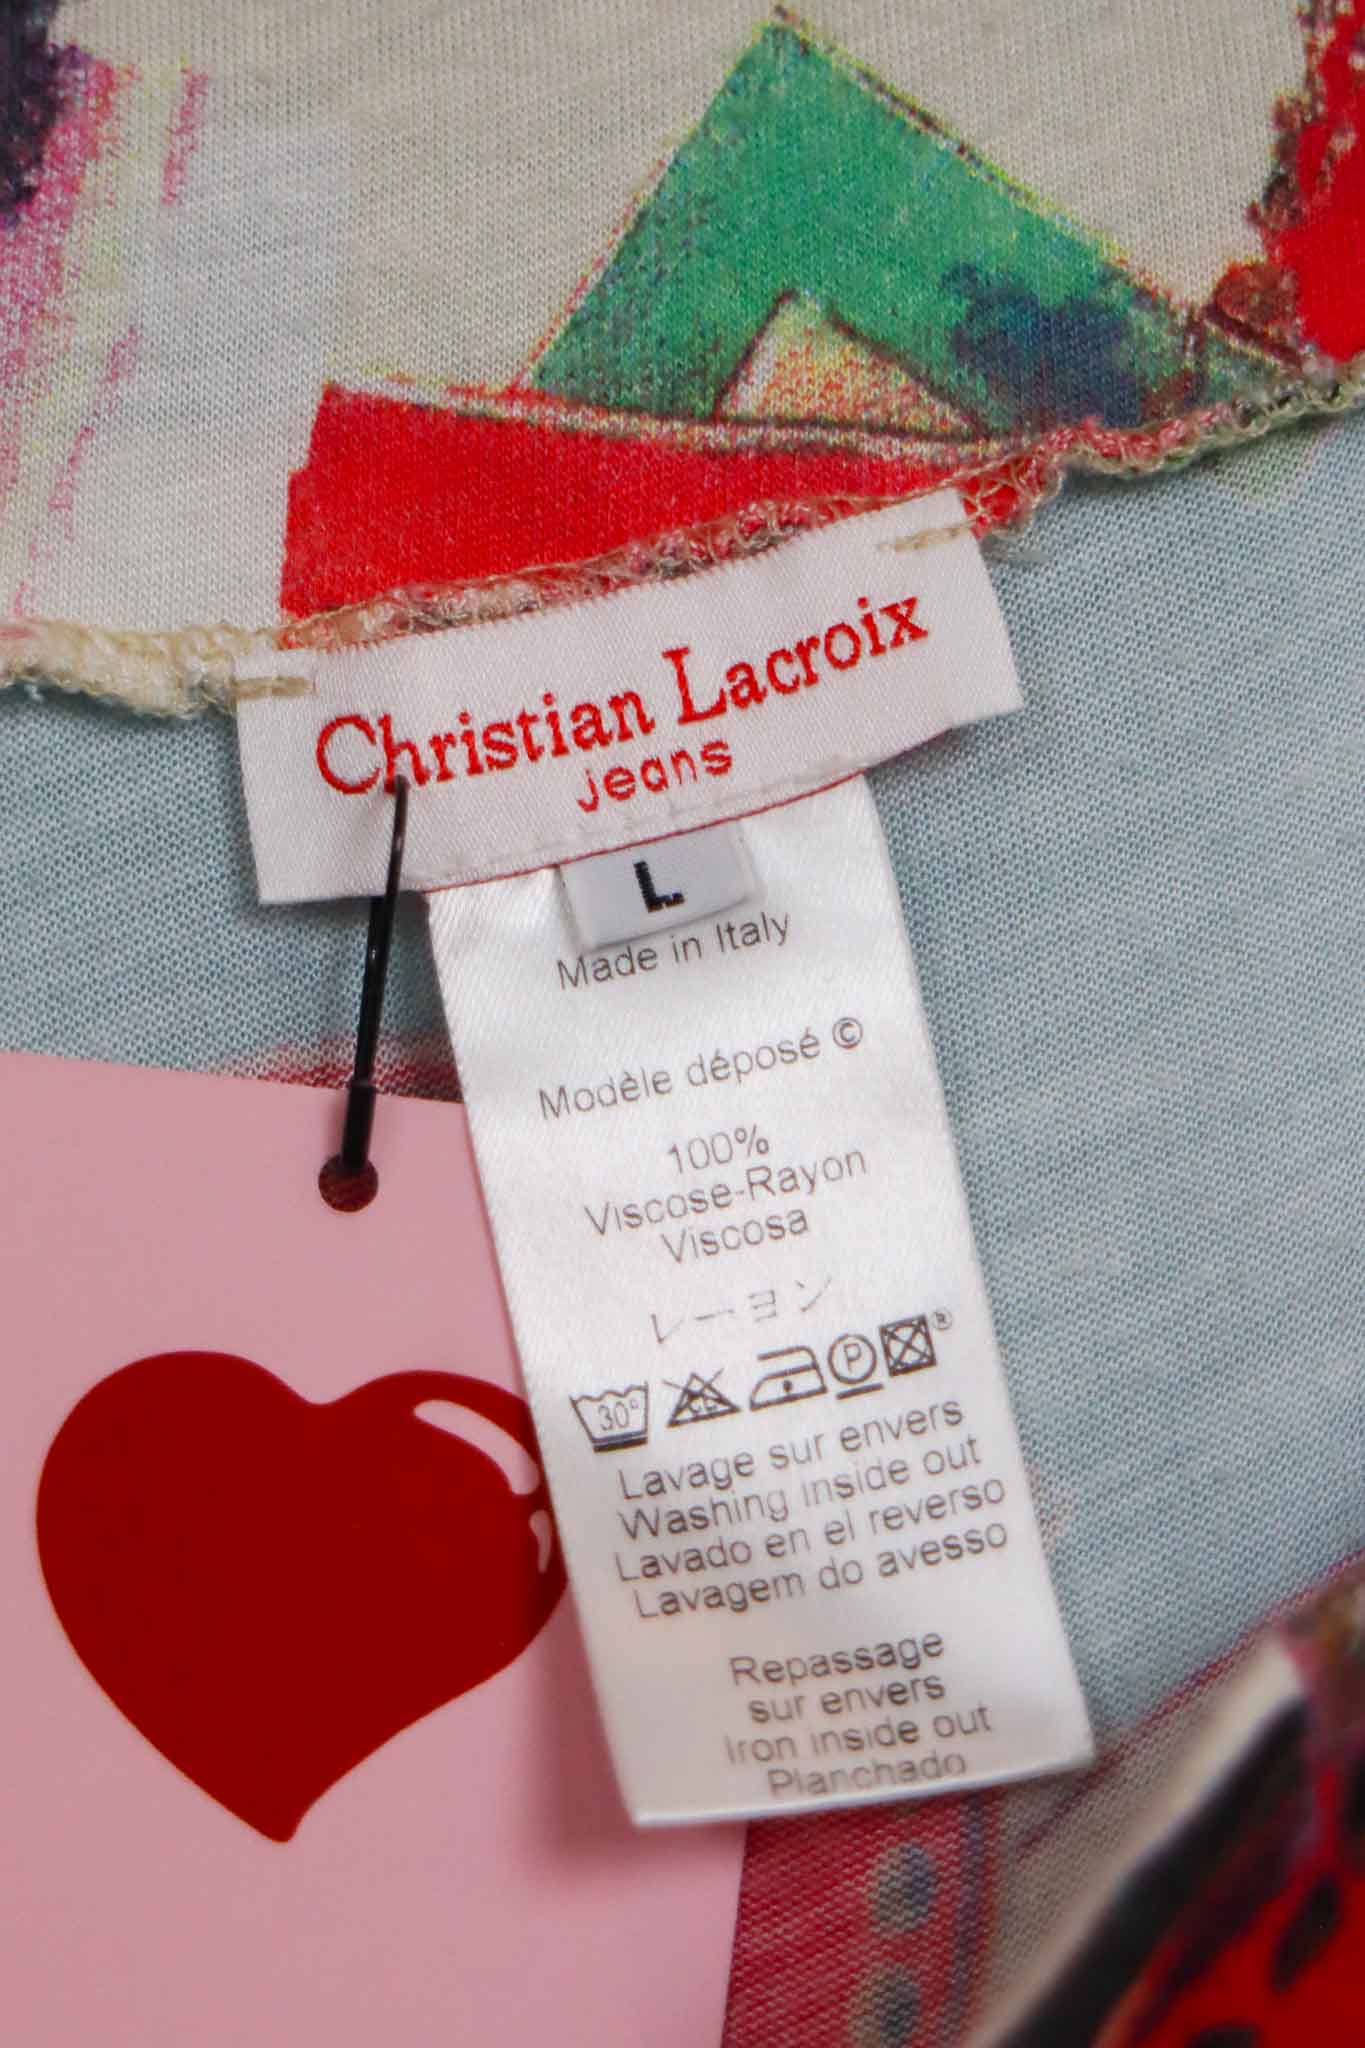 Christian Lacroix
jeans
L
Made in Italy
Modèle déposé ©
100%
Viscose-Rayon
Viscosa
レーヨン
30° CL P ®
Lavage sur envers
Washing inside out
Lavado en el reverso
Lavagem do avesso
Repassage
sur envers
Iron inside out
Planchado